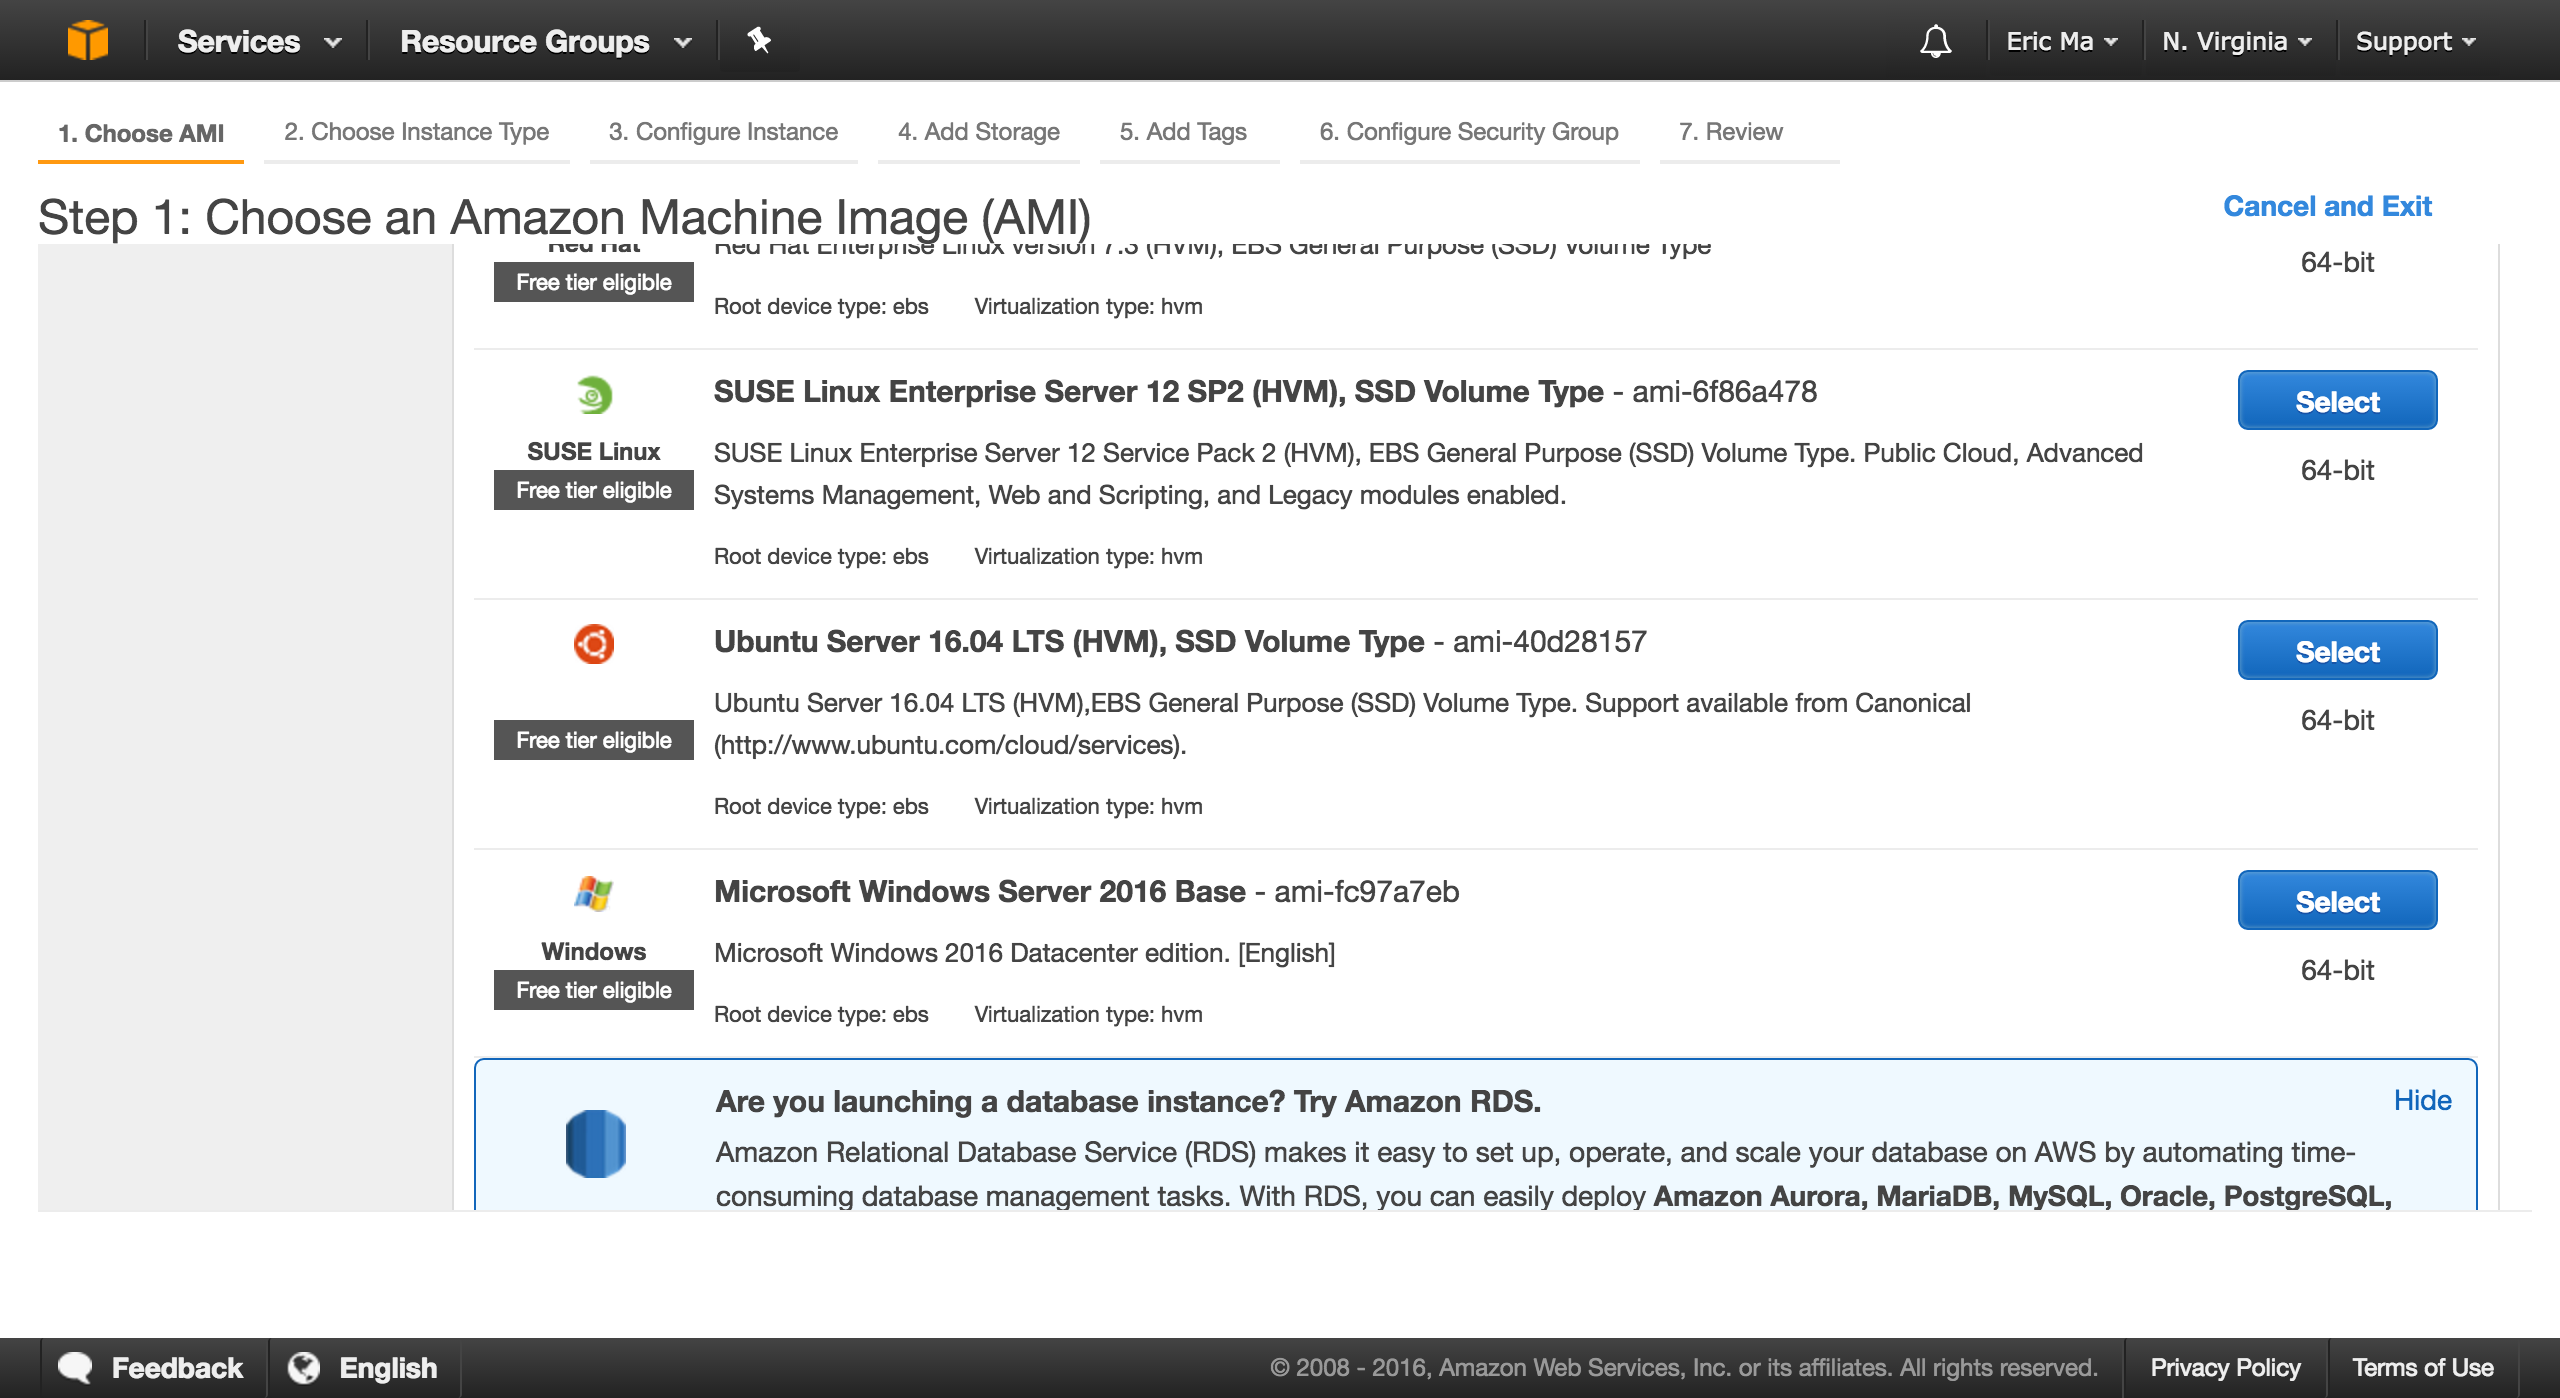 Services
Resource Groups
Eric Ma
N. Virginia
Support
1. Choose AMI
2. Choose Instance Type
3. Configure Instance
4. Add Storage
5. Add Tags
6. Configure Security Group
7. Review
Step 1: Choose an Amazon Machine Image (AMI)
Cancel and Exit
Red Hat
Red Hat Enterprise Linux version 7.3 (HVM), EBS General Purpose (SSD) Volume Type
Free tier eligible
64-bit
Root device type: ebs Virtualization type: hvm
SUSE Linux Enterprise Server 12 SP2 (HVM), SSD Volume Type - ami-6f86a478
Select
SUSE Linux
Free tier eligible
SUSE Linux Enterprise Server 12 Service Pack 2 (HVM), EBS General Purpose (SSD) Volume Type. Public Cloud, Advanced
Systems Management, Web and Scripting, and Legacy modules enabled.
64-bit
Root device type: ebs Virtualization type: hvm
Ubuntu Server 16.04 LTS (HVM), SSD Volume Type - ami-40d28157
Select
Free tier eligible
Ubuntu Server 16.04 LTS (HVM),EBS General Purpose (SSD) Volume Type. Support available from Canonical
(http://www.ubuntu.com/cloud/services).
64-bit
Root device type: ebs Virtualization type: hvm
Microsoft Windows Server 2016 Base - ami-fc97a7eb
Select
Windows
Free tier eligible
Microsoft Windows 2016 Datacenter edition. [English]
64-bit
Root device type: ebs Virtualization type: hvm
Are you launching a database instance? Try Amazon RDS.
Hide
Amazon Relational Database Service (RDS) makes it easy to set up, operate, and scale your database on AWS by automating time-
consuming database management tasks. With RDS, you can easily deploy Amazon Aurora, MariaDB, MySQL, Oracle, PostgreSQL,
Feedback
English
© 2008 - 2016, Amazon Web Services, Inc. or its affiliates. All rights reserved.
Privacy Policy
Terms of Use